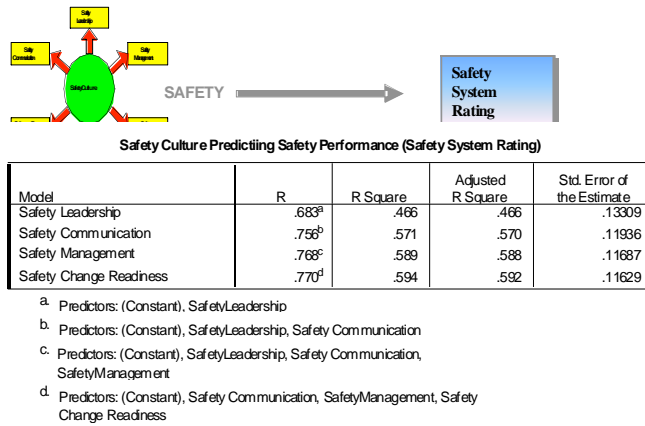 Safety
Leadership
Safety
Safety
Management
Safety Culture
SAFETY
Safety
System
Rating
Safety Culture Predictiing Safety Performance (Safety System Rating)
Model R R Square Adjusted R Square Std. Error of the Estimate
Safety Leadership .683a .466 .466 .13309
Safety Communication .756b .571 .570 .11936
Safety Management .768c .589 .588 .11687
Safety Change Readiness .770d .594 .592 .11629
a. Predictors: (Constant), SafetyLeadership
b. Predictors: (Constant), SafetyLeadership, Safety Communication
c. Predictors: (Constant), SafetyLeadership, Safety Communication,
SafetyManagement
d. Predictors: (Constant), Safety Communication, SafetyManagement, Safety
Change Readiness